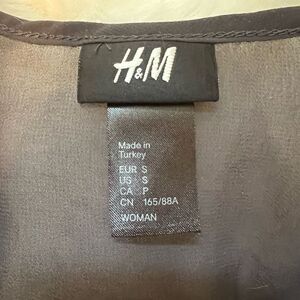 H&M
Made in
Turkey
EUR S
US S
CA P
CN 165/88A
WOMAN